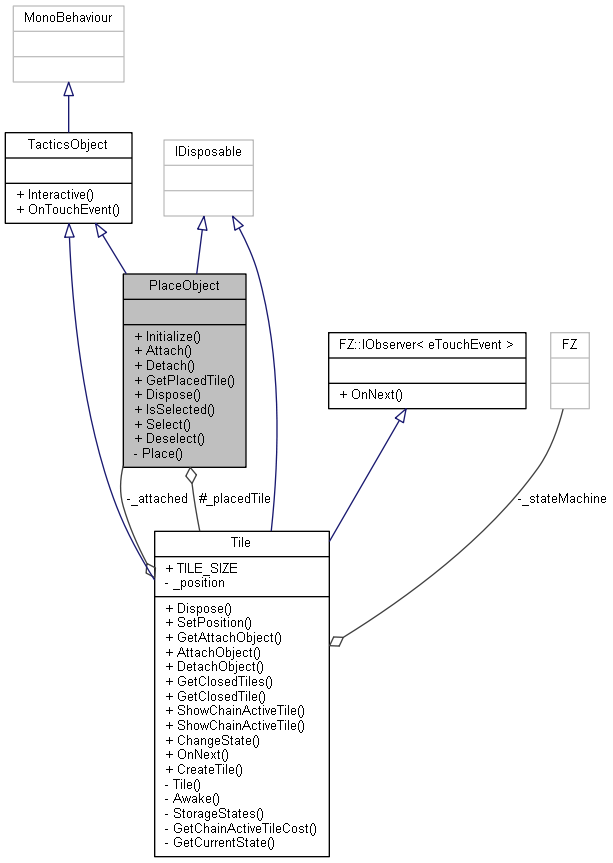 MonoBehaviour
TacticsObject
+ Interactive()
+ OnTouchEvent()
IDisposable
PlaceObject
+ Initialize()
+ Attach()
+ Detach()
+ GetPlacedTile()
+ Dispose()
+ IsSelected()
+ Select()
+ Deselect()
- Place()
FZ::IObserver< eTouchEvent >
+ OnNext()
FZ
-_attached
#_placedTile
-_stateMachine
Tile
+ TILE_SIZE
- _position
+ Dispose()
+ SetPosition()
+ GetAttachObject()
+ AttachObject()
+ DetachObject()
+ GetClosedTiles()
+ GetClosedTile()
+ ShowChainActiveTile()
+ ShowChainActiveTile()
+ ChangeState()
+ OnNext()
+ CreateTile()
- Tile()
- Awake()
- StorageStates()
- GetChainActiveTileCost()
- GetCurrentState()